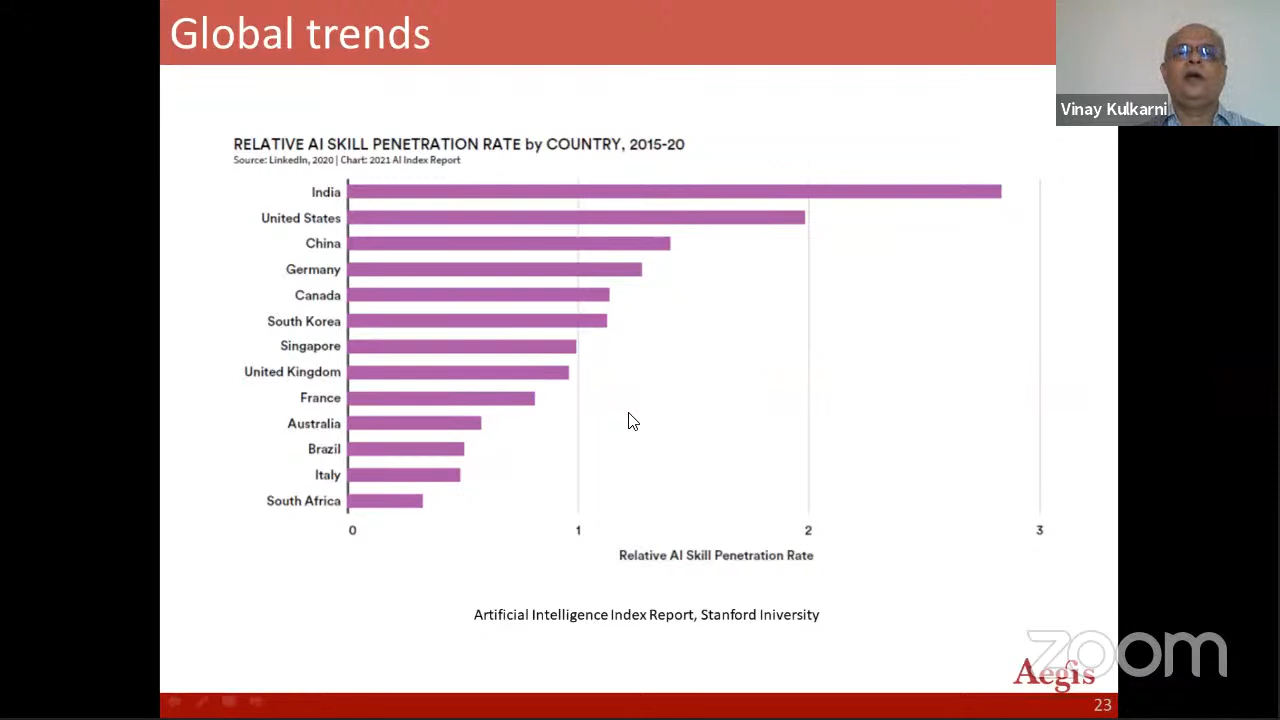 Global trends
Vinay Kulkarni
RELATIVE AI SKILL PENETRATION RATE by COUNTRY, 2015-20
Source: LinkedIn, 2020 | Chart: 2021 AI Index Report
India
United States
China
Germany
Canada
South Korea
Singapore
United Kingdom
France
Australia
Brazil
Italy
South Africa
0 1 2 3
Relative AI Skill Penetration Rate
Artificial Intelligence Index Report, Stanford Iniversity
zoom
Aegis
23